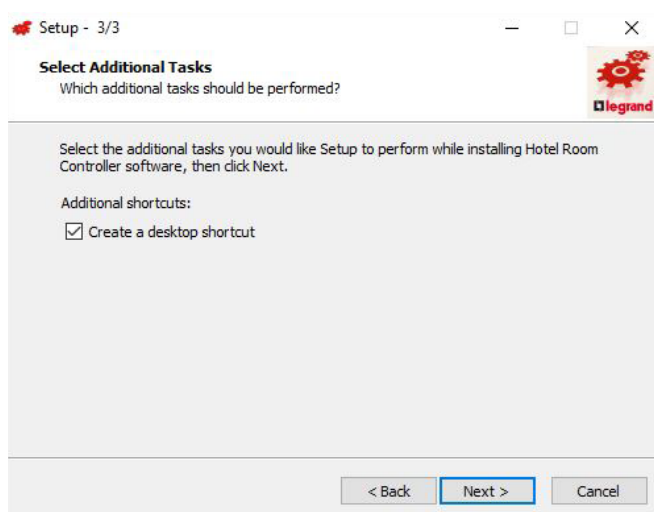 Setup - 3/3
Select Additional Tasks
Which additional tasks should be performed?
legrand
Select the additional tasks you would like Setup to perform while installing Hotel Room
Controller software, then click Next.
Additional shortcuts:
Create a desktop shortcut
< Back
Next >
Cancel